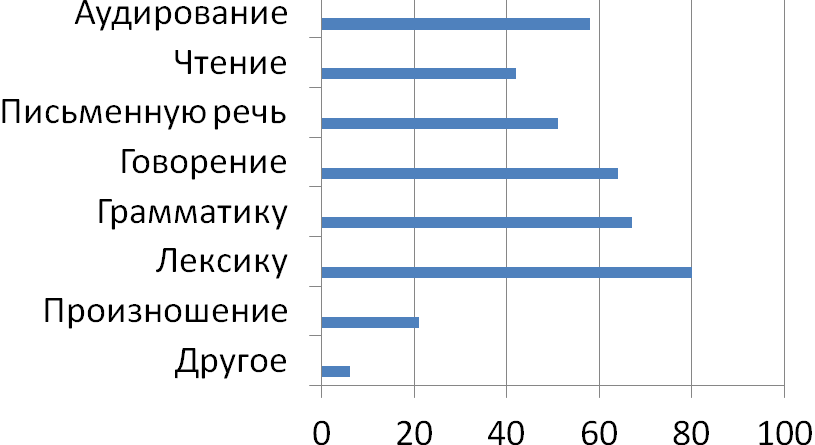 Аудирование
Чтение
Письменную речь
Говорение
Грамматику
Лексику
Произношение
Другое
0 20 40 60 80 100